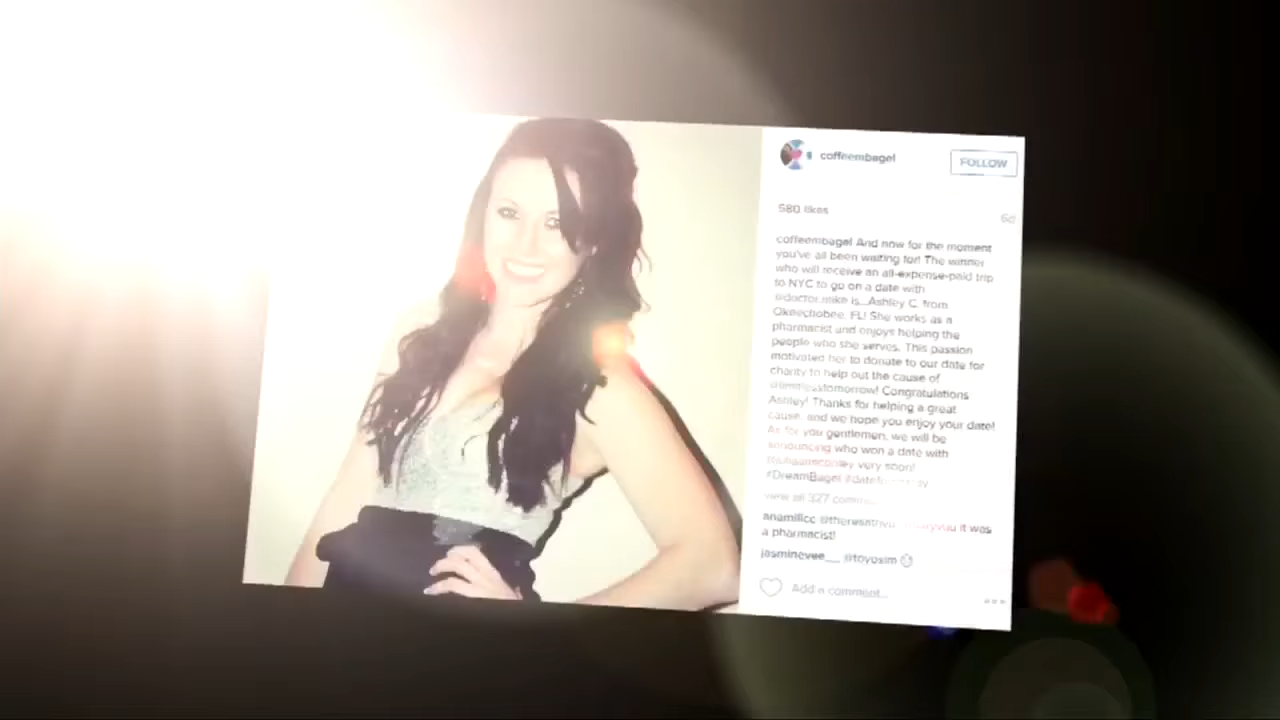 coffeembagel
FOLLOW
580 likes
6d
coffeembagel And now for the moment
you've all been waiting for! The winner
who will receive an all-expense-paid trip
to NYC to go on a date with
@doctor.mike is...Ashley C. from
Okeechobee, FL! She works as a
pharmacist and enjoys helping the
people who she serves. This passion
motivated her to donate to our date for
charity to help out the cause of
Congratulations
Ashley! Thanks for helping a great
cause, and we hope you enjoy your date!
As for you gentlemen, we will be
announcing who won a date with
very soon!
#DreamBagel
view all 327
anamilicc it was
a pharmacist!
jasminevee__ @toyosim
Add a comment...